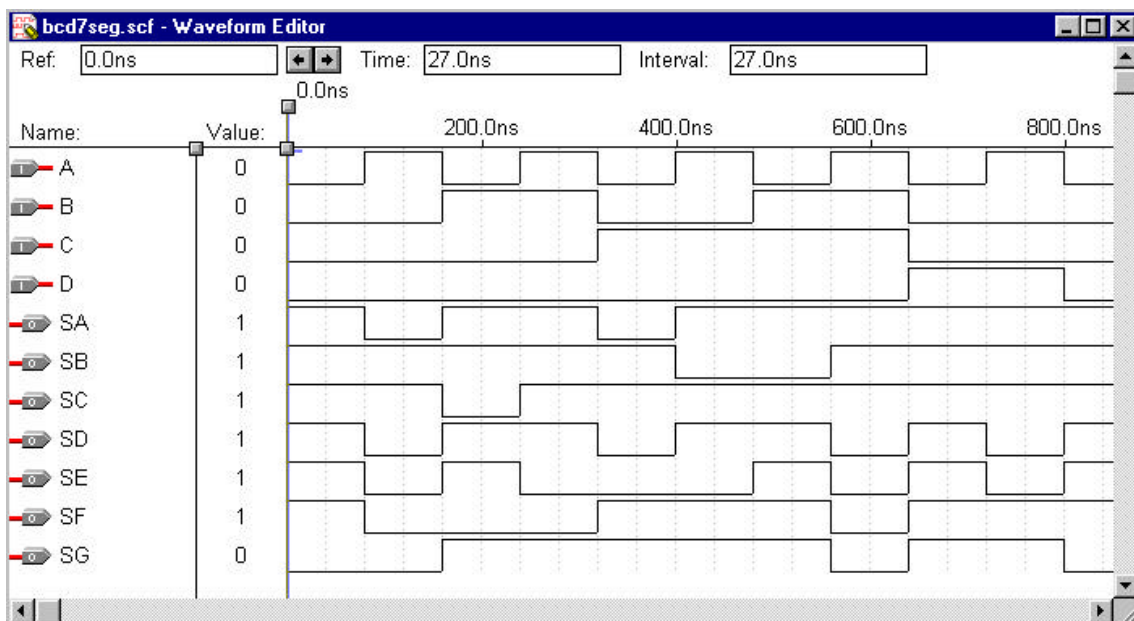 bcd7seg.scf - Waveform Editor
Ref: 0.0ns Time: 27.0ns Interval: 27.0ns
0.0ns
Name: Value: 200.0ns 400.0ns 600.0ns 800.0ns
I A 0
I B 0
I C 0
I D 0
O SA 1
O SB 1
O SC 1
O SD 1
O SE 1
O SF 1
O SG 0